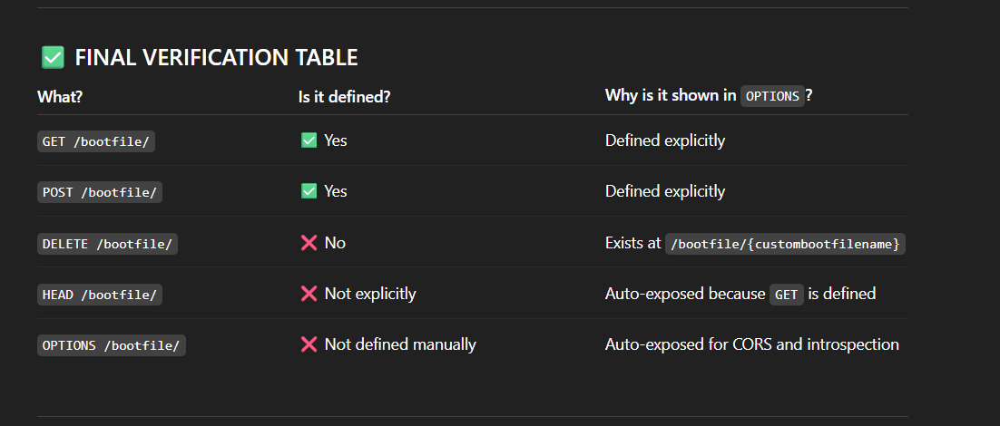 ✅ FINAL VERIFICATION TABLE
What? Is it defined? Why is it shown in OPTIONS?
GET /bootfile/ ✅ Yes Defined explicitly
POST /bootfile/ ✅ Yes Defined explicitly
DELETE /bootfile/ ❌ No Exists at /bootfile/{custombootfilename}
HEAD /bootfile/ ❌ Not explicitly Auto-exposed because GET is defined
OPTIONS /bootfile/ ❌ Not defined manually Auto-exposed for CORS and introspection